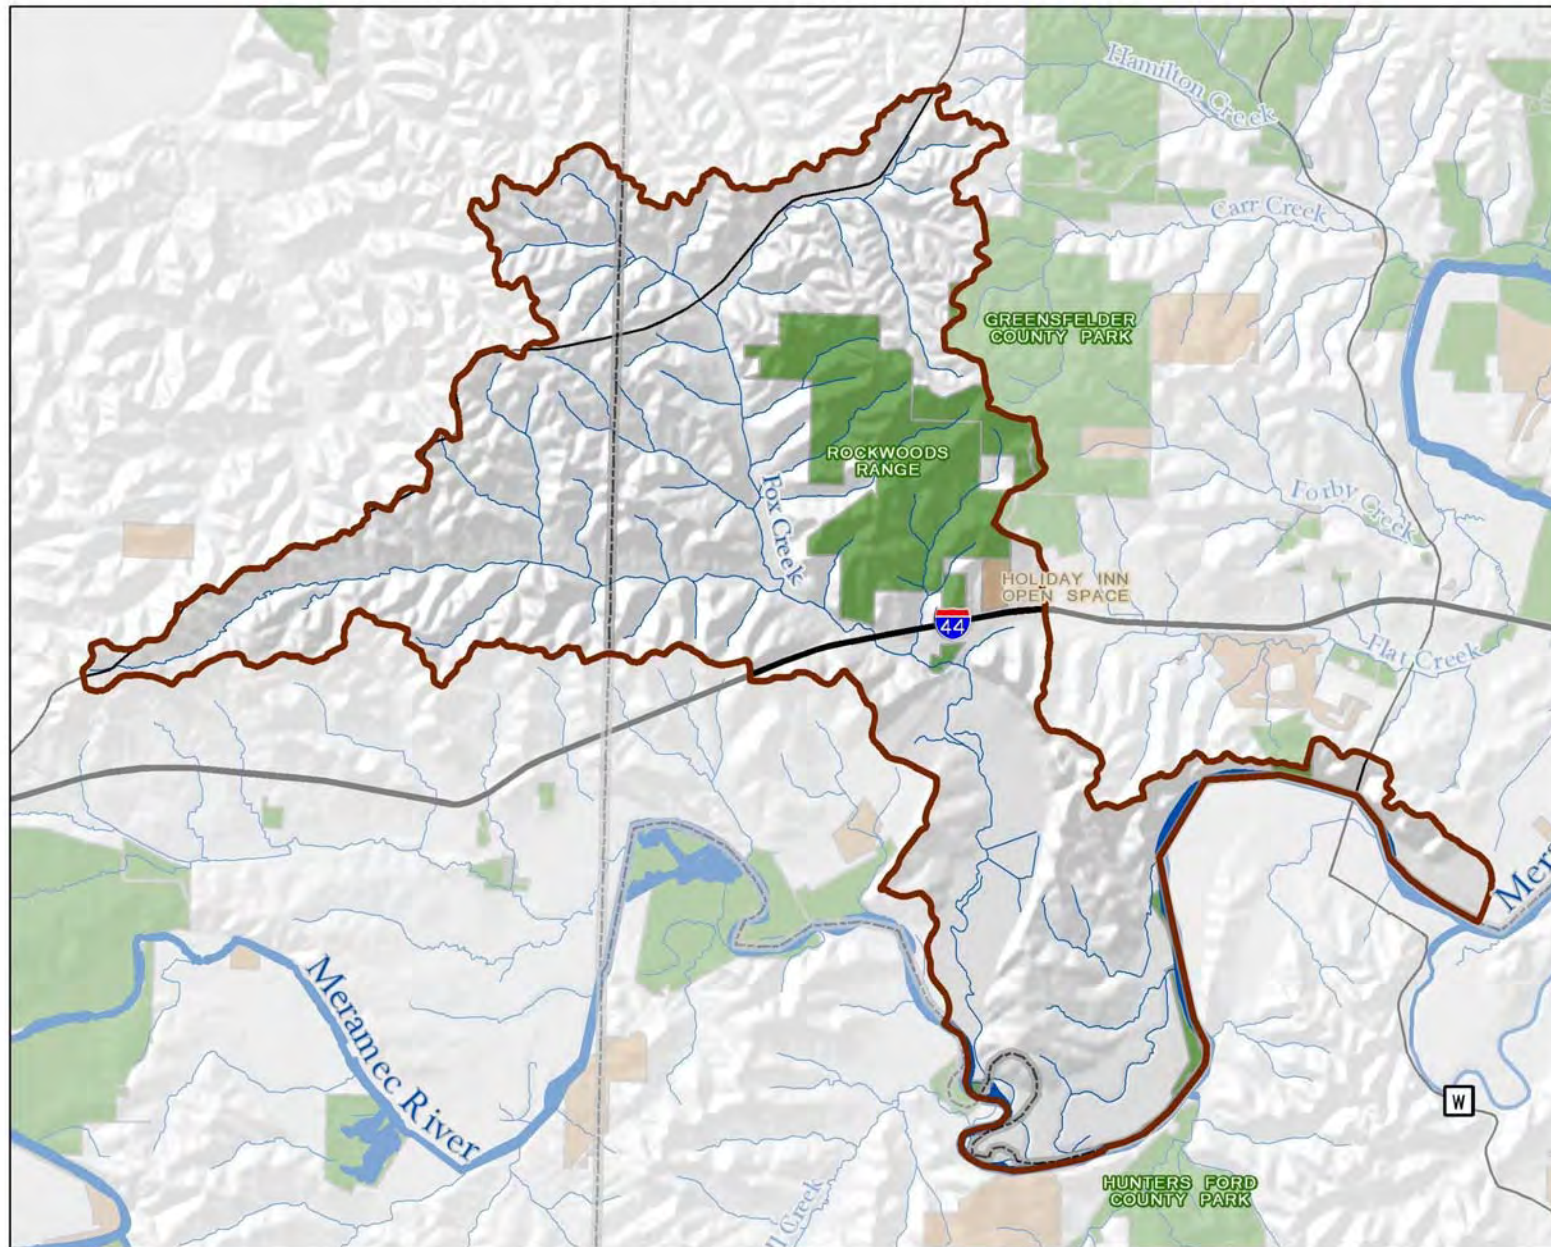 Hamilton Creek
Carr Creek
GREENSFELDER
COUNTY PARK
ROCKWOODS
RANGE
Fox Creek
Forby Creek
HOLIDAY INN
OPEN SPACE
44
Flat Creek
Meramec River
W
HUNTERS FORD
COUNTY PARK
Creek